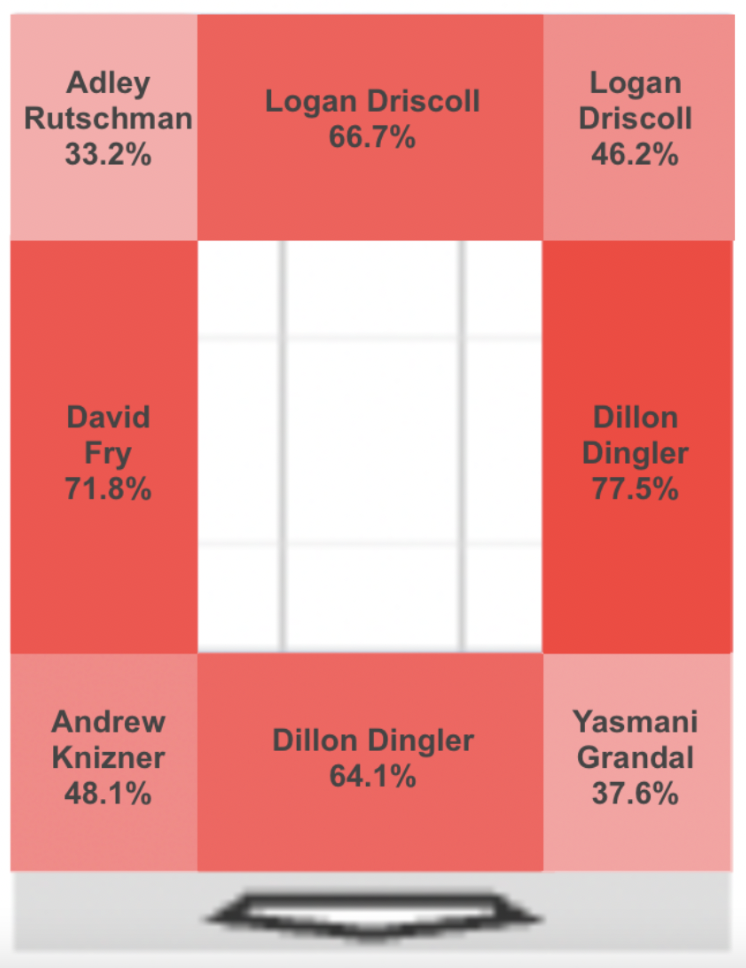 Adley
Rutschman
33.2%
Logan Driscoll
66.7%
Logan
Driscoll
46.2%
David
Fry
71.8%
Dillon
Dingler
77.5%
Andrew
Knizner
48.1%
Dillon Dingler
64.1%
Yasmani
Grandal
37.6%